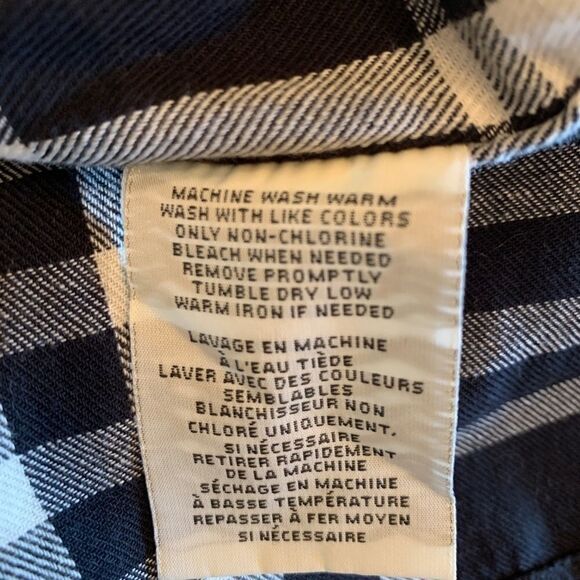 MACHINE WASH WARM
WASH WITH LIKE COLORS
ONLY NON-CHLORINE
BLEACH WHEN NEEDED
REMOVE PROMPTLY
TUMBLE DRY LOW
WARM IRON IF NEEDED
LAVAGE EN MACHINE
À L'EAU TIÈDE
LAVER AVEC DES COULEURS
SEMBLABLES
BLANCHISSEUR NON
CHLORÉ UNIQUEMENT,
SI NÉCESSAIRE
RETIRER RAPIDEMENT
DE LA MACHINE
SÉCHAGE EN MACHINE
À BASSE TEMPÉRATURE
REPASSER À FER MOYEN
SI NÉCESSAIRE